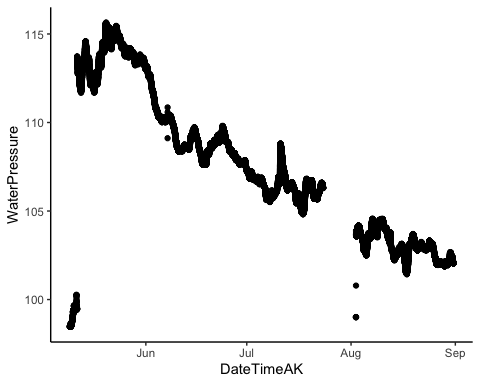 115
110
105
100
WaterPressure
Jun Jul Aug Sep
DateTimeAK